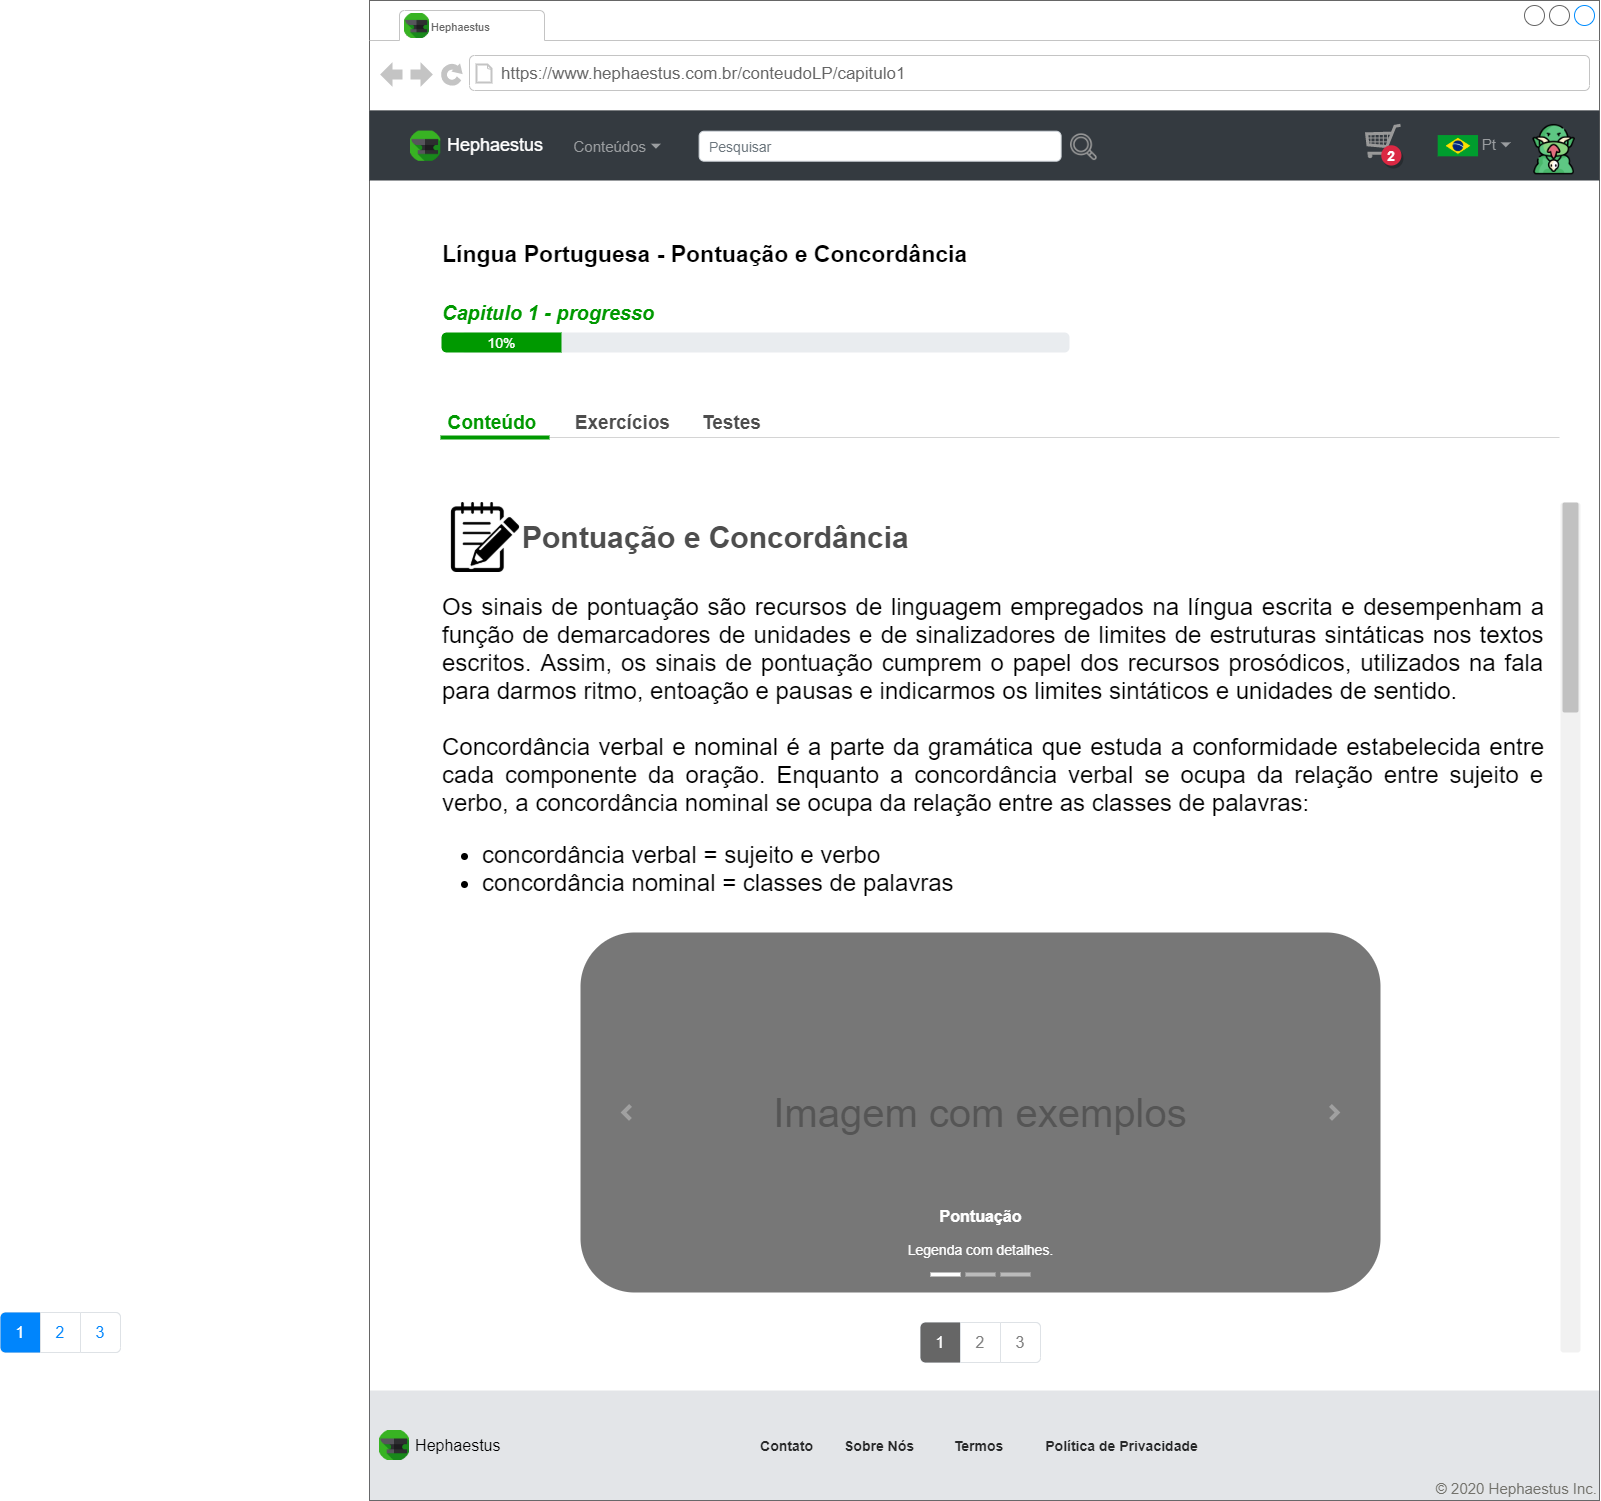 Hephaestus
https://www.hephaestus.com.br/conteudoLP/capitulo1
Hephaestus Conteúdos Pesquisar 2 Pt
Língua Portuguesa - Pontuação e Concordância
Capitulo 1 - progresso
10%
Conteúdo Exercícios Testes
Pontuação e Concordância
Os sinais de pontuação são recursos de linguagem empregados na língua escrita e desempenham a
função de demarcadores de unidades e de sinalizadores de limites de estruturas sintáticas nos textos
escritos. Assim, os sinais de pontuação cumprem o papel dos recursos prosódicos, utilizados na fala
para darmos ritmo, entoação e pausas e indicarmos os limites sintáticos e unidades de sentido.
Concordância verbal e nominal é a parte da gramática que estuda a conformidade estabelecida entre
cada componente da oração. Enquanto a concordância verbal se ocupa da relação entre sujeito e
verbo, a concordância nominal se ocupa da relação entre as classes de palavras:
• concordância verbal = sujeito e verbo
• concordância nominal = classes de palavras
Imagem com exemplos
Pontuação
Legenda com detalhes.
1 2 3
1 2 3
Hephaestus Contato Sobre Nós Termos Política de Privacidade
© 2020 Hephaestus Inc.